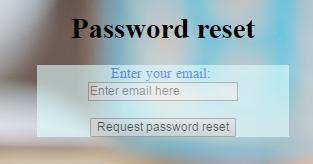 Password reset
Enter your email:
Enter email here
Request password reset